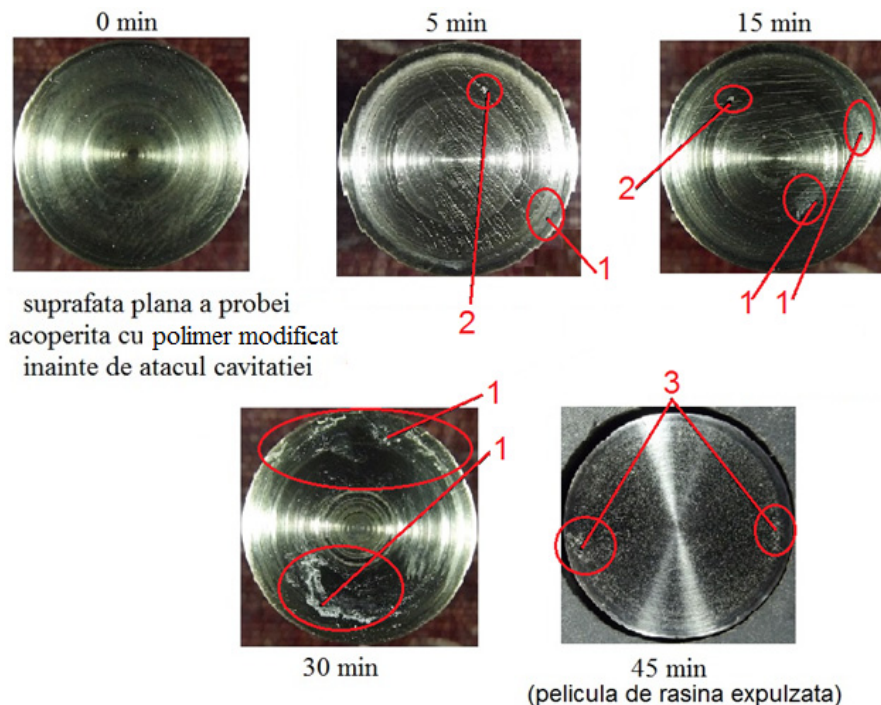 0 min
5 min
15 min
2
1
2
1
1
suprafata plana a probei
acoperita cu polimer modificat
inainte de atacul cavitatiei
1
1
3
30 min
45 min
(pelicula de rasina expulzata)